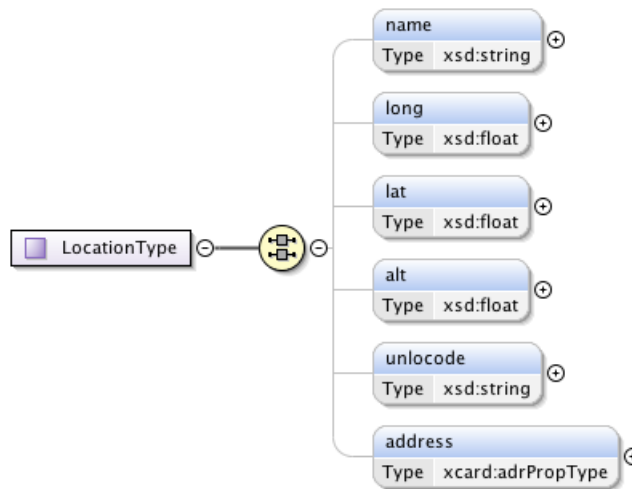 name
Type xsd:string
long
Type xsd:float
lat
Type xsd:float
LocationType
alt
Type xsd:float
unlocode
Type xsd:string
address
Type xcard:adrPropType